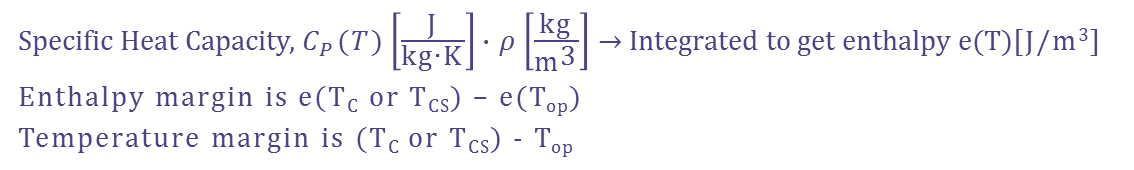 Specific Heat Capacity, C_P(T) [J/kg·K] · ρ [kg/m³] → Integrated to get enthalpy e(T)[J/m³]
Enthalpy margin is e(T_C or T_CS) – e(T_op)
Temperature margin is (T_C or T_CS) - T_op